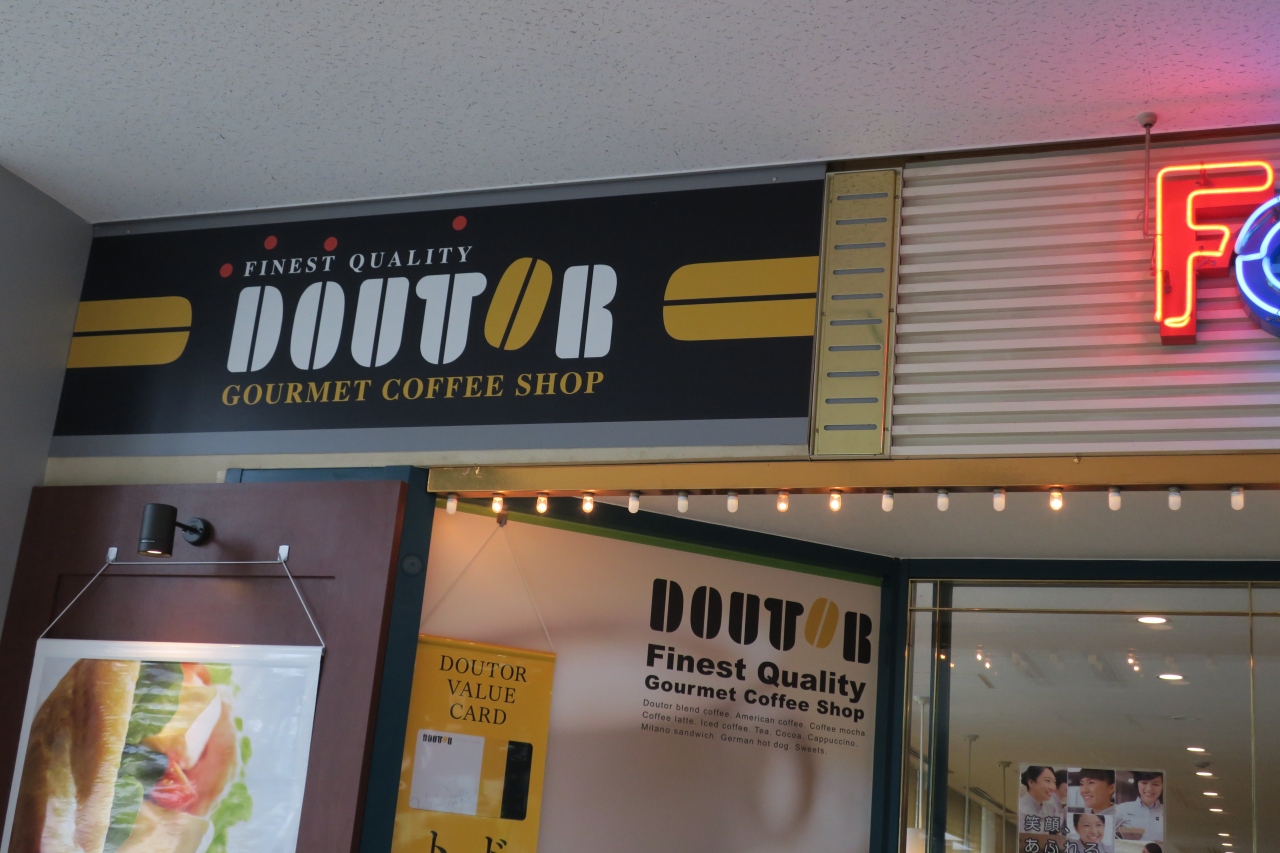 FINEST QUALITY
DOUTOR
GOURMET COFFEE SHOP
DOUTOR
Finest Quality
Gourmet Coffee Shop
Doutor blend coffee. American coffee. Coffee mocha.
Coffee latte. Iced coffee. Tea. Cocoa. Cappuccino.
Milano sandwich. German hot dog. Sweets
DOUTOR
VALUE
CARD
DOUTOR
笑顔、
あふれる